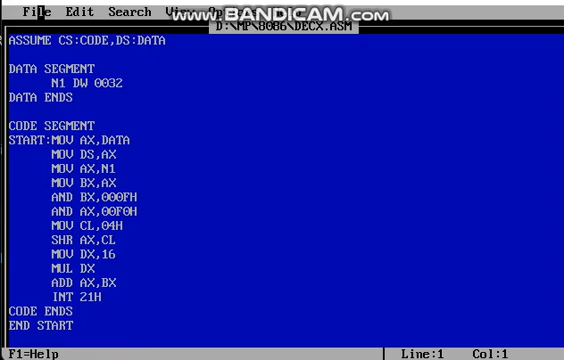 File Edit Search View Op
WWW.BANDICAM.COM
D:\MP\8086\DECX.ASM
ASSUME CS:CODE,DS:DATA
DATA SEGMENT
N1 DW 0032
DATA ENDS
CODE SEGMENT
START:MOV AX,DATA
MOV DS,AX
MOV AX,N1
MOV BX,AX
AND BX,000FH
AND AX,00F0H
MOV CL,04H
SHR AX,CL
MOV DX,16
MUL DX
ADD AX,BX
INT 21H
CODE ENDS
END START
F1=Help Line:1 Col:1